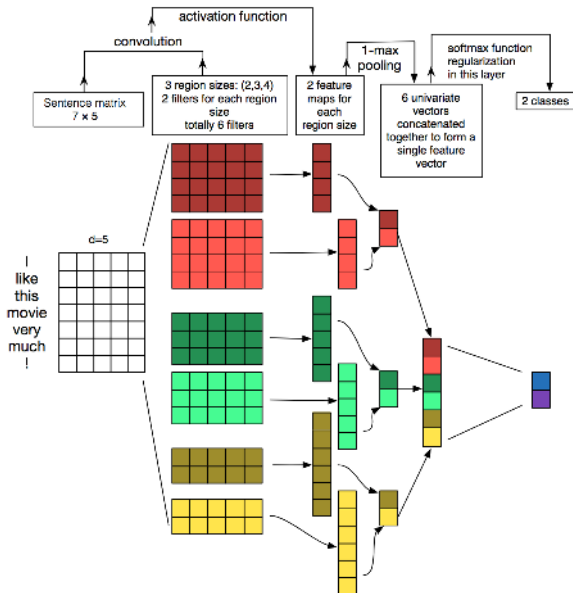 activation function
convolution
1-max
pooling
softmax function
regularization
in this layer
Sentence matrix
7 × 5
3 region sizes: (2,3,4)
2 filters for each region
size
totally 6 filters
2 feature
maps for
each
region size
6 univariate
vectors
concatenated
together to form a
single feature
vector
2 classes
d=5
I
like
this
movie
very
much
!